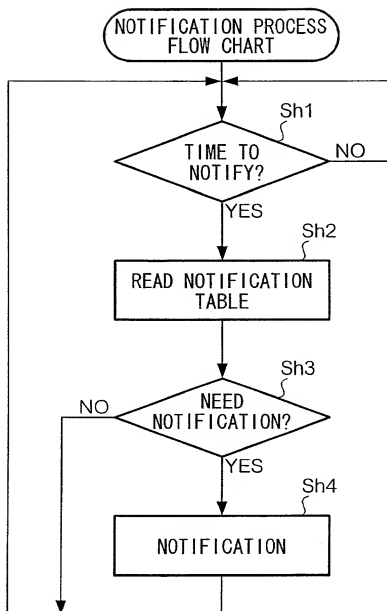 NOTIFICATION PROCESS
FLOW CHART
Sh1
TIME TO
NOTIFY?
NO
YES
Sh2
READ NOTIFICATION
TABLE
Sh3
NO
NEED
NOTIFICATION?
YES
Sh4
NOTIFICATION